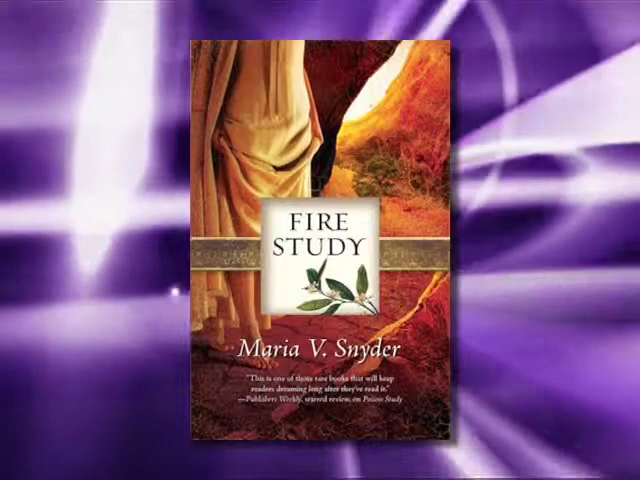 FIRE
STUDY
Maria V. Snyder
"This is one of those rare books that will keep
readers dreaming long after they've read it."
—Publishers Weekly, starred review, on Poison Study